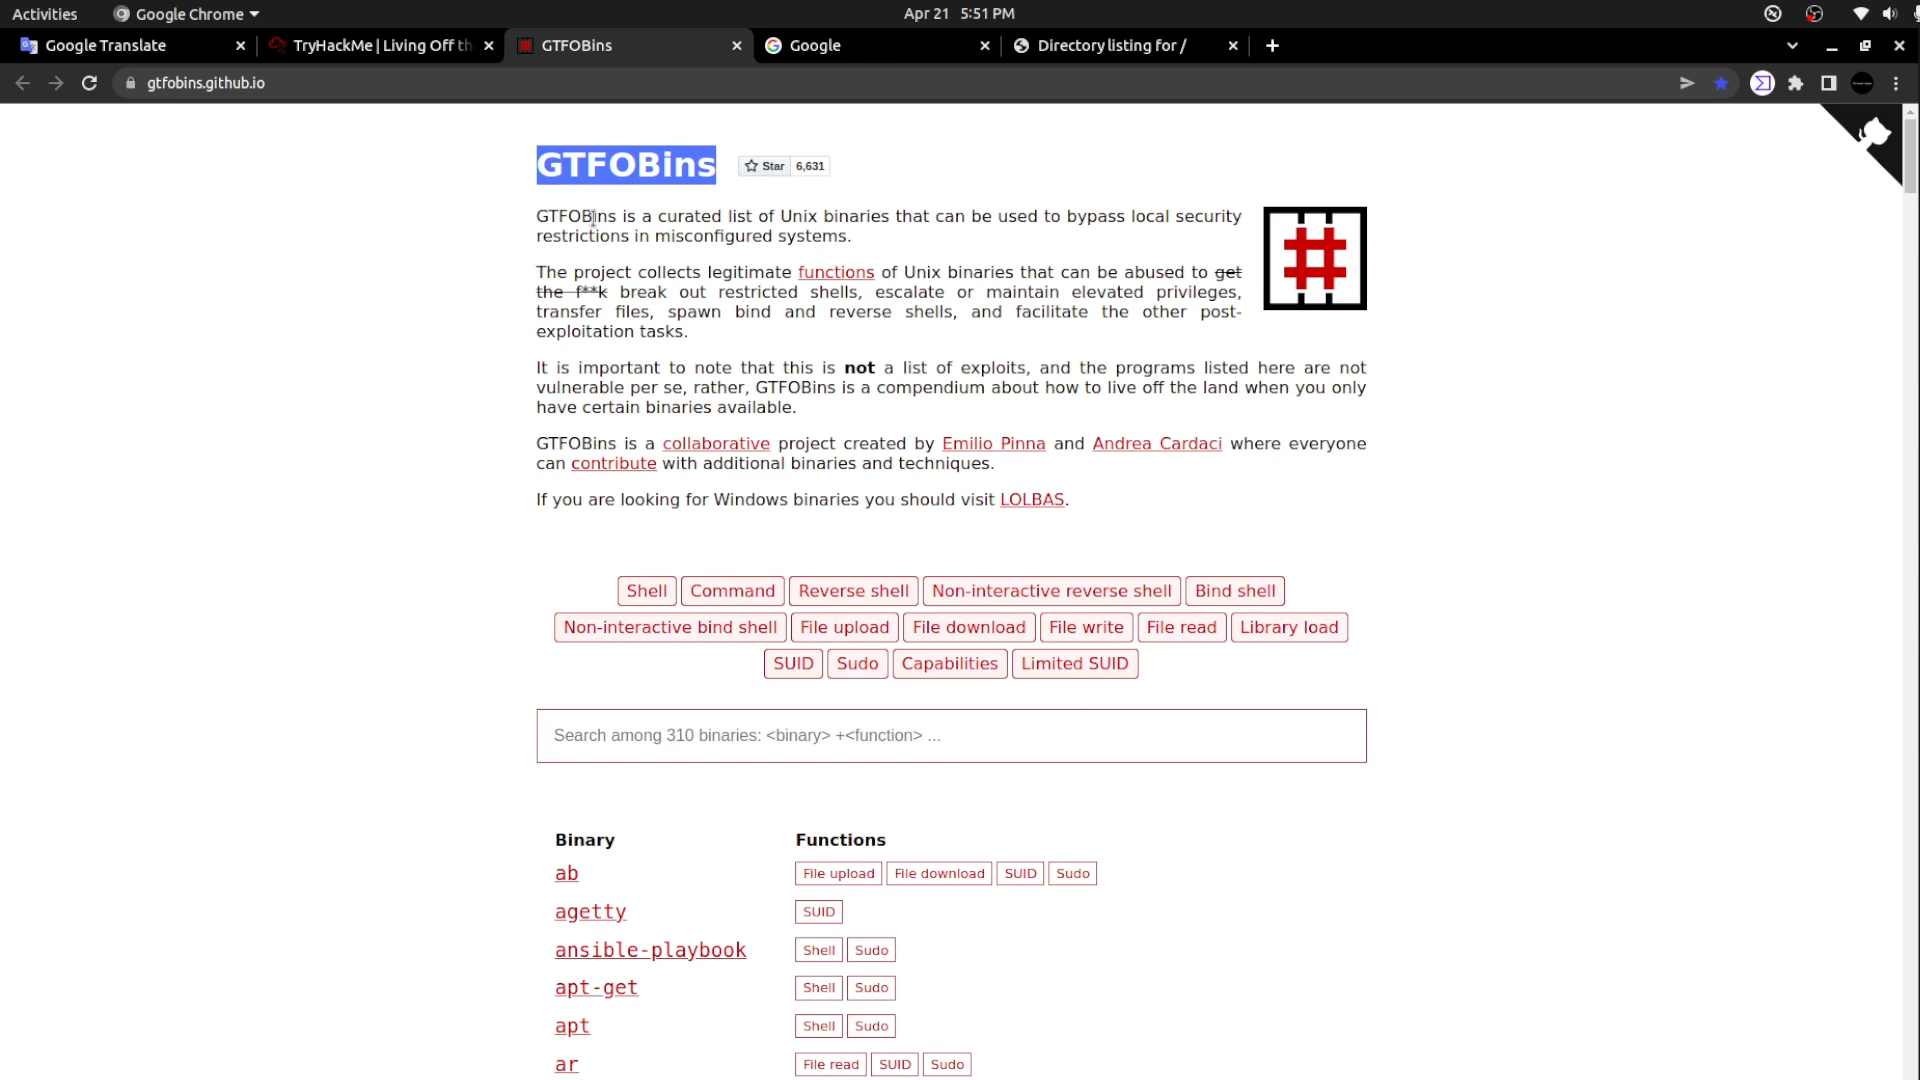 Activities Google Chrome Apr 21 5:51 PM
Google Translate TryHackMe | Living Off th GTFOBins Google Directory listing for /
gtfobins.github.io
GTFOBins Star 6,631
GTFOBins is a curated list of Unix binaries that can be used to bypass local security
restrictions in misconfigured systems.
The project collects legitimate functions of Unix binaries that can be abused to get
the f**k break out restricted shells, escalate or maintain elevated privileges,
transfer files, spawn bind and reverse shells, and facilitate the other post-
exploitation tasks.
It is important to note that this is not a list of exploits, and the programs listed here are not
vulnerable per se, rather, GTFOBins is a compendium about how to live off the land when you only
have certain binaries available.
GTFOBins is a collaborative project created by Emilio Pinna and Andrea Cardaci where everyone
can contribute with additional binaries and techniques.
If you are looking for Windows binaries you should visit LOLBAS.
Shell Command Reverse shell Non-interactive reverse shell Bind shell
Non-interactive bind shell File upload File download File write File read Library load
SUID Sudo Capabilities Limited SUID
Search among 310 binaries: <binary> +<function> ...
Binary Functions
ab File upload File download SUID Sudo
agetty SUID
ansible-playbook Shell Sudo
apt-get Shell Sudo
apt Shell Sudo
ar File read SUID Sudo